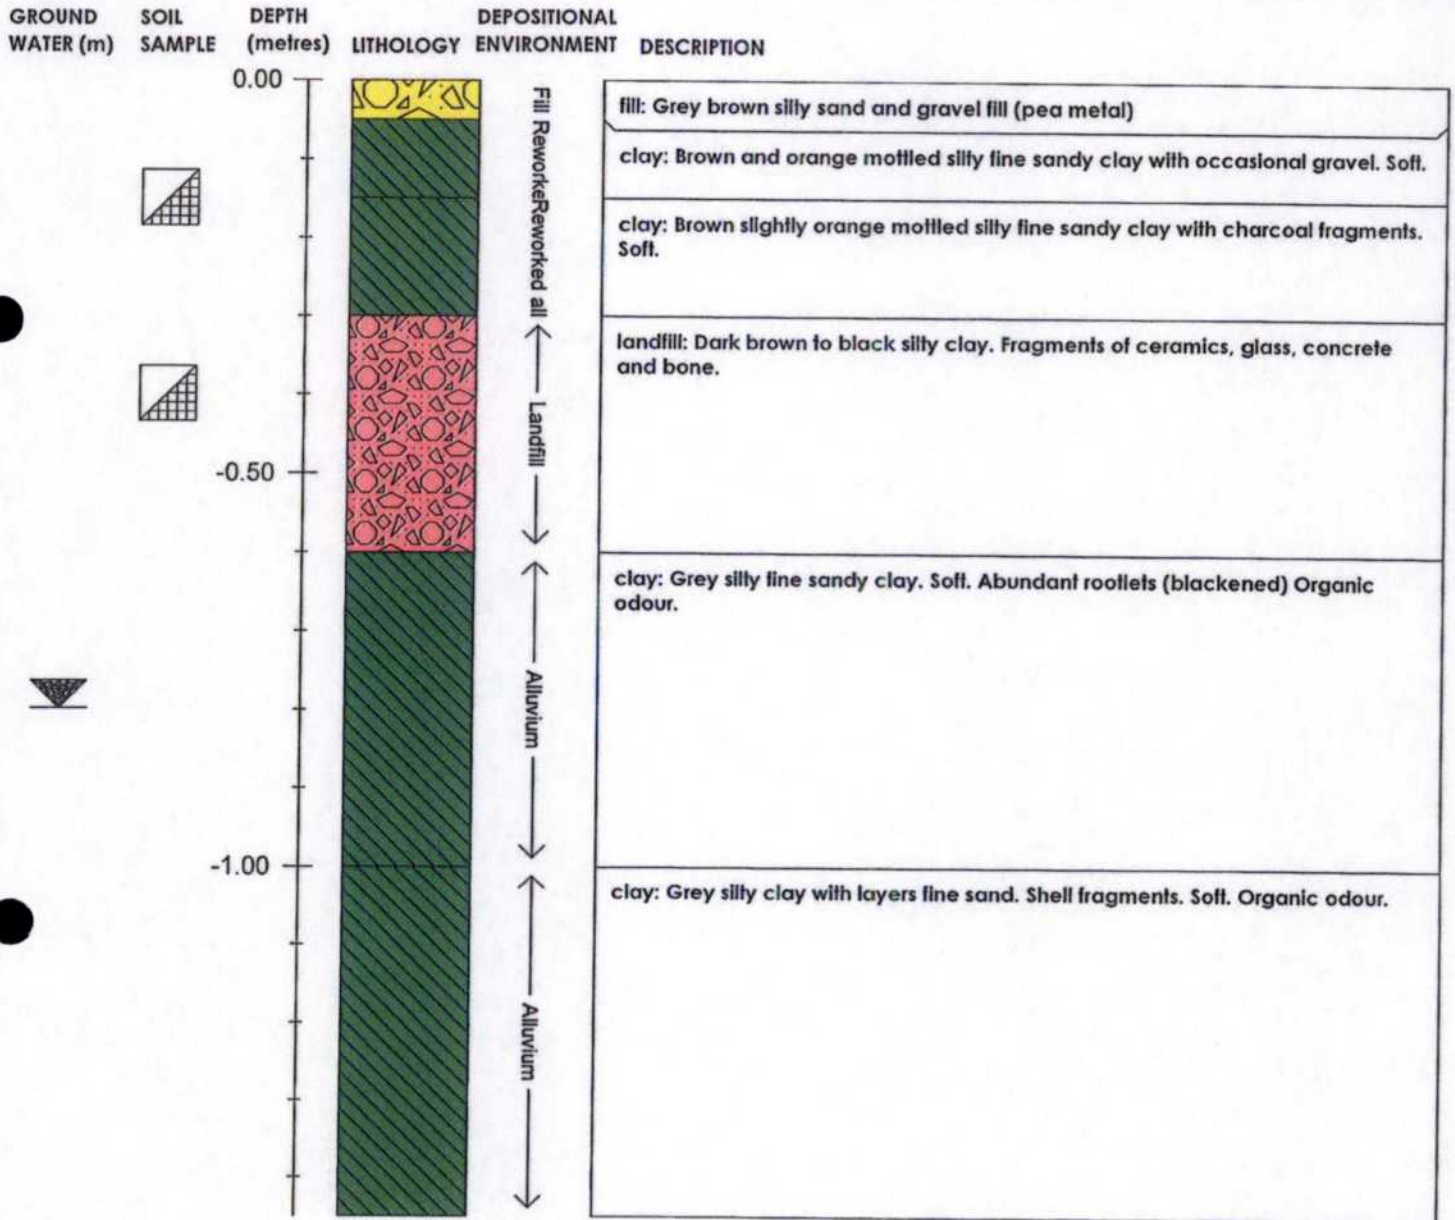 GROUND WATER (m)
SOIL SAMPLE
DEPTH (metres)
LITHOLOGY
DEPOSITIONAL ENVIRONMENT
DESCRIPTION
0.00
-0.50
-1.00
Fill ReworkeReworked all
Landfill
Alluvium
Alluvium
fill: Grey brown silty sand and gravel fill (pea metal)
clay: Brown and orange mottled silty fine sandy clay with occasional gravel. Soft.
clay: Brown slightly orange mottled silty fine sandy clay with charcoal fragments.
Soft.
landfill: Dark brown to black silty clay. Fragments of ceramics, glass, concrete
and bone.
clay: Grey silty fine sandy clay. Soft. Abundant rootlets (blackened) Organic
odour.
clay: Grey silty clay with layers fine sand. Shell fragments. Soft. Organic odour.